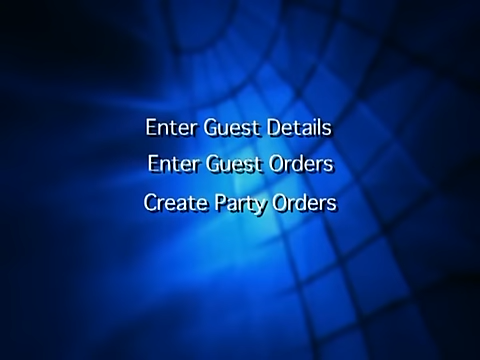 Enter Guest Details
Enter Guest Orders
Create Party Orders